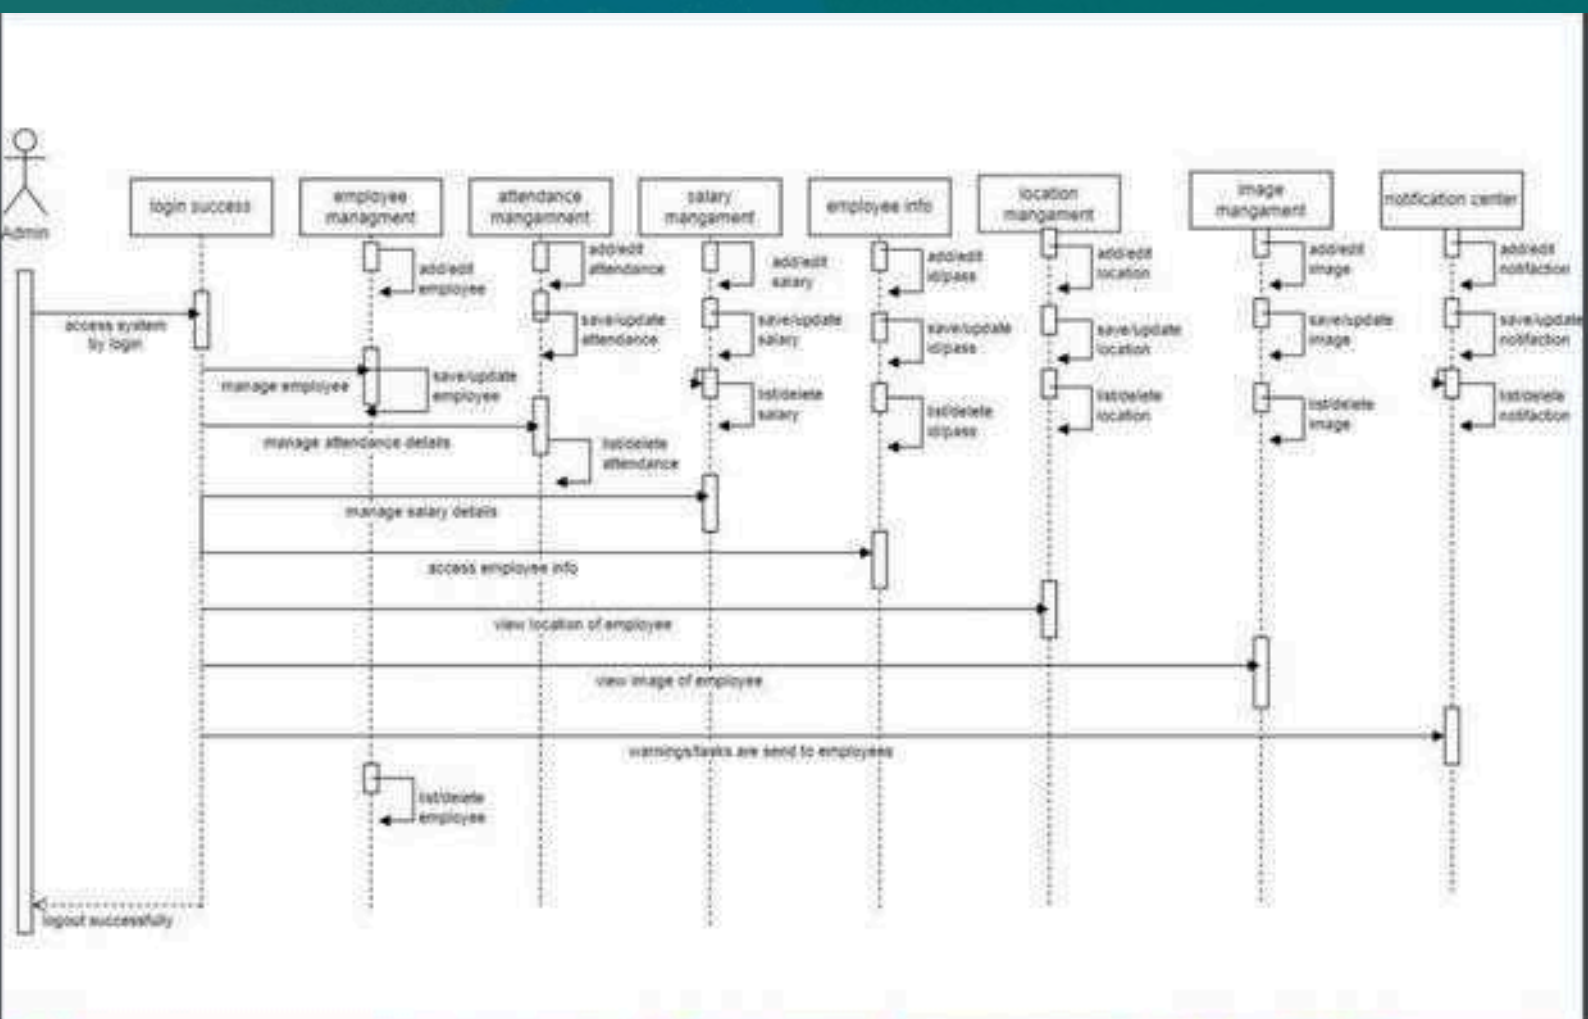 Admin
login success
employee
managment
attendance
mangamnent
salary
mangament
employee info
location
mangament
image
mangament
notification center
add/edit
employee
add/edit
attendance
add/edit
salary
add/edit
id/pass
add/edit
location
add/edit
image
add/edit
notifaction
access system
by login
save/update
attendance
save/update
salary
save/update
id/pass
save/update
location
save/update
image
save/update
notifaction
manage employee
save/update
employee
list/delete
salary
list/delete
id/pass
list/delete
location
list/delete
image
list/delete
notifaction
manage attendance details
list/delete
attendance
manage salary details
access employee info
view location of employee
view image of employee
warnings/tasks are send to employees
list/delete
employee
logout successfully